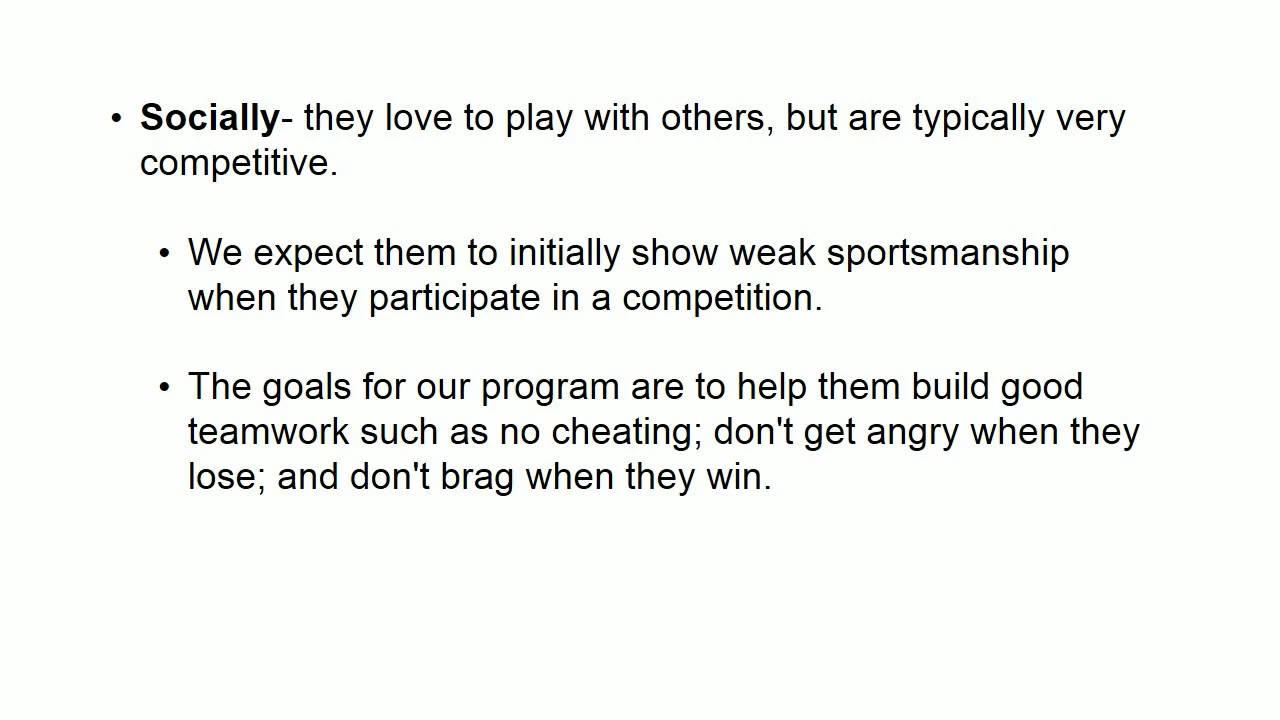 • Socially- they love to play with others, but are typically very
competitive.
• We expect them to initially show weak sportsmanship
when they participate in a competition.
• The goals for our program are to help them build good
teamwork such as no cheating; don't get angry when they
lose; and don't brag when they win.